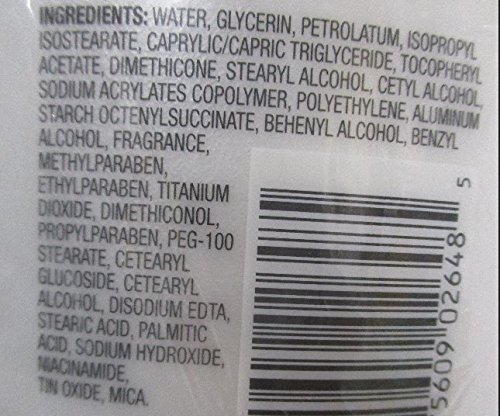 INGREDIENTS: WATER, GLYCERIN, PETROLATUM, ISOPROPYL
ISOSTEARATE, CAPRYLIC/CAPRIC TRIGLYCERIDE, TOCOPHERYL
ACETATE, DIMETHICONE, STEARYL ALCOHOL, CETYL ALCOHOL,
SODIUM ACRYLATES COPOLYMER, POLYETHYLENE, ALUMINUM
STARCH OCTENYLSUCCINATE, BEHENYL ALCOHOL, BENZYL
ALCOHOL, FRAGRANCE,
METHYLPARABEN,
ETHYLPARABEN, TITANIUM
DIOXIDE, DIMETHICONOL,
PROPYLPARABEN, PEG-100
STEARATE, CETEARYL
GLUCOSIDE, CETEARYL
ALCOHOL, DISODIUM EDTA,
STEARIC ACID, PALMITIC
ACID, SODIUM HYDROXIDE,
NIACINAMIDE,
TIN OXIDE, MICA.
5609 02648 5